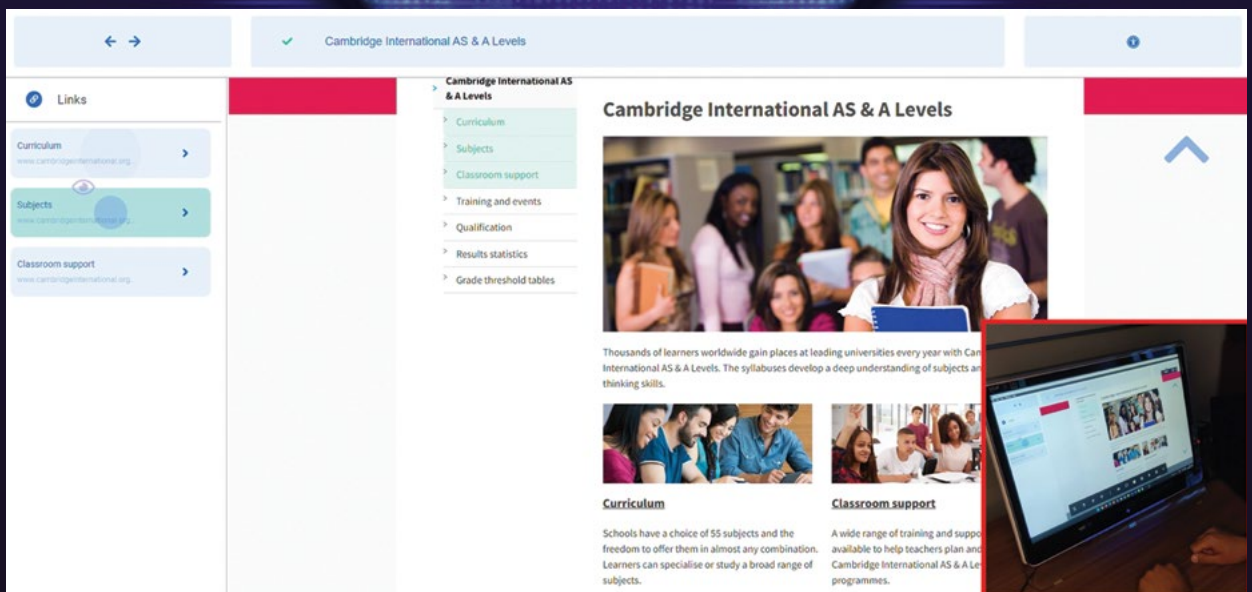 Cambridge International AS & A Levels
Links
Curriculum
www.cambridgeinternational.org...
Subjects
www.cambridgeinternational.org...
Classroom support
www.cambridgeinternational.org...
Cambridge International AS
& A Levels
Curriculum
Subjects
Classroom support
Training and events
Qualification
Results statistics
Grade threshold tables
Cambridge International AS & A Levels
Thousands of learners worldwide gain places at leading universities every year with
International AS & A Levels. The syllabuses develop a deep understanding of subjects
thinking skills.
Curriculum
Schools have a choice of 55 subjects and the
freedom to offer them in almost any combination.
Learners can specialise or study a broad range of
subjects.
Classroom support
A wide range of training and
available to help teachers plan and
Cambridge International AS & A
programmes.